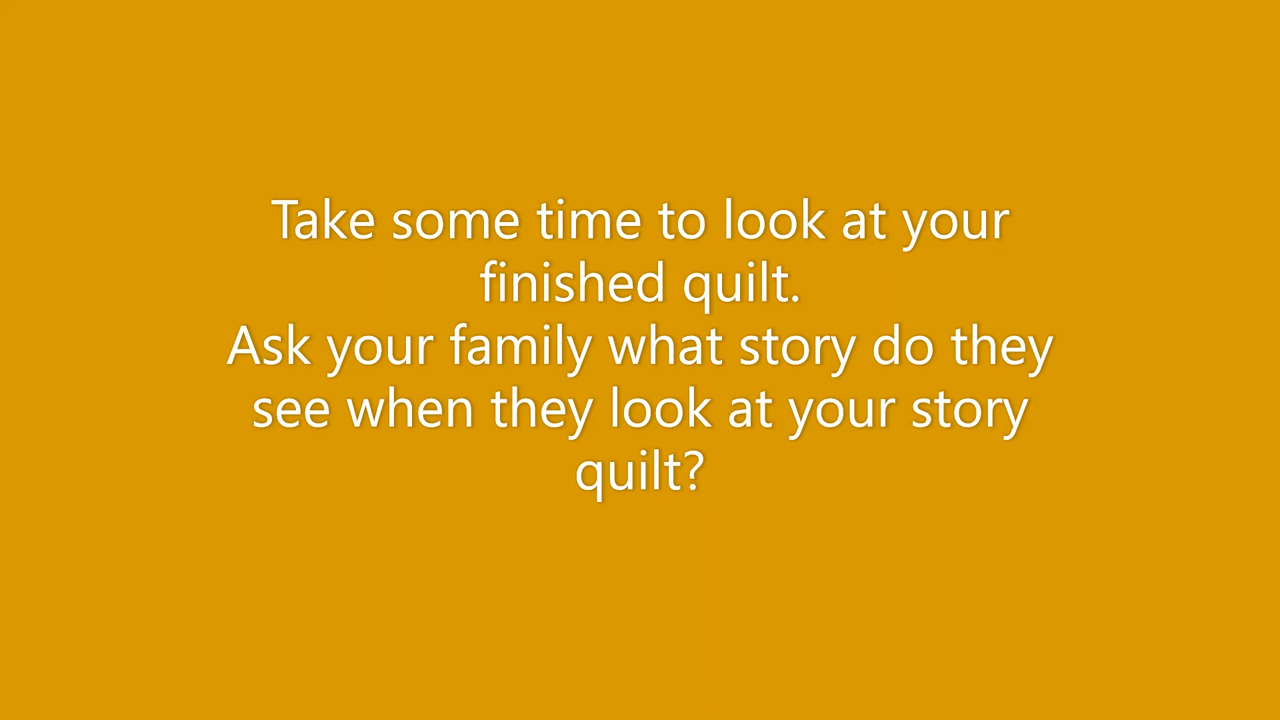 Take some time to look at your
finished quilt.
Ask your family what story do they
see when they look at your story
quilt?